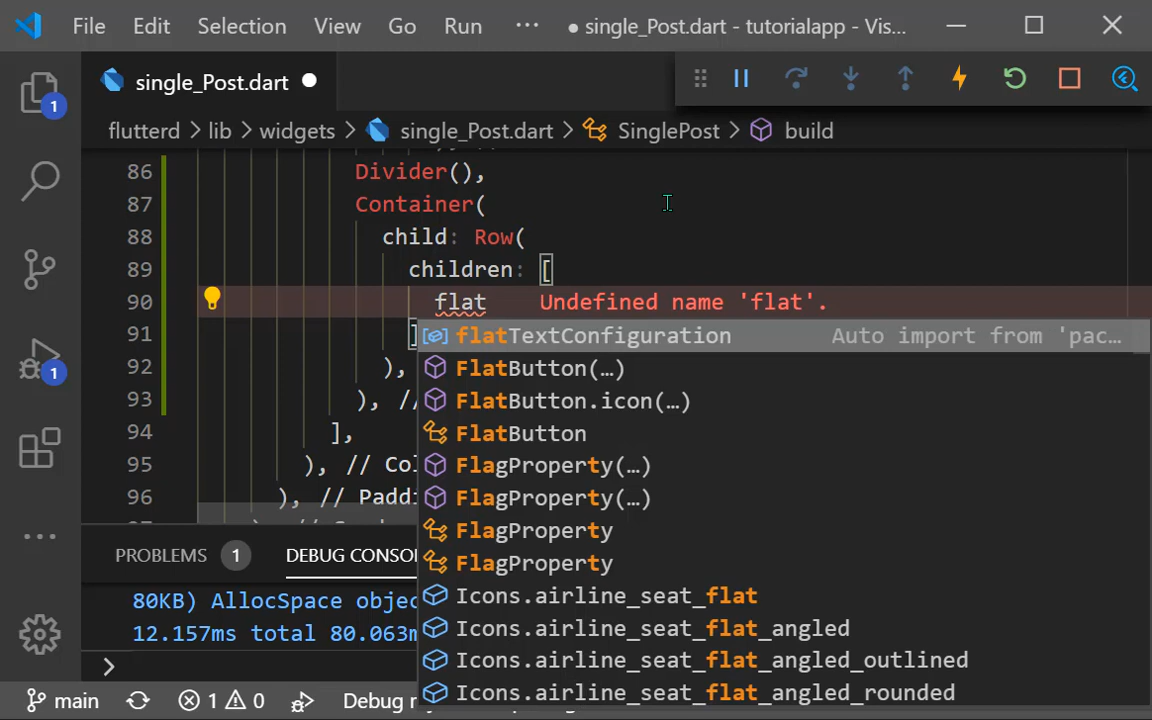 File Edit Selection View Go Run ··· ● single_Post.dart - tutorialapp - Vis...
single_Post.dart ●
1
flutterd > lib > widgets > single_Post.dart > SinglePost > build
86 Divider(),
87 Container(
88 child: Row(
89 children: [
90 flat Undefined name 'flat'.
91 ]
92 ),
93 ), //
94 ],
95 ), // Col
96 ), // Paddi
flatTextConfiguration Auto import from 'pac...
FlatButton(…)
FlatButton.icon(…)
FlatButton
FlagProperty(…)
FlagProperty(…)
FlagProperty
FlagProperty
Icons.airline_seat_flat
Icons.airline_seat_flat_angled
Icons.airline_seat_flat_angled_outlined
Icons.airline_seat_flat_angled_rounded
1
PROBLEMS 1 DEBUG CONSO
80KB) AllocSpace objec
12.157ms total 80.063m
>
main 1 0 Debug